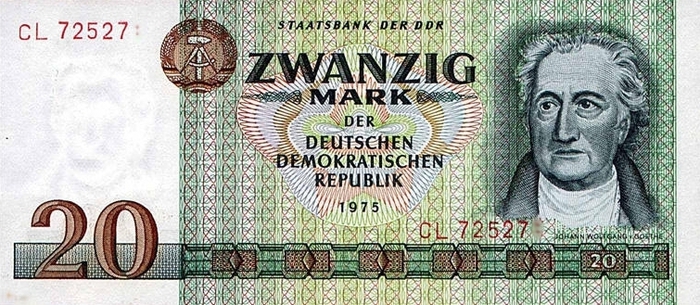 STAATSBANK DER DDR
CL 72527
ZWANZIG
MARK
DER
DEUTSCHEN
DEMOKRATISCHEN
REPUBLIK
1975
CL 72527
JOHANN WOLFGANG v. GOETHE
20
20